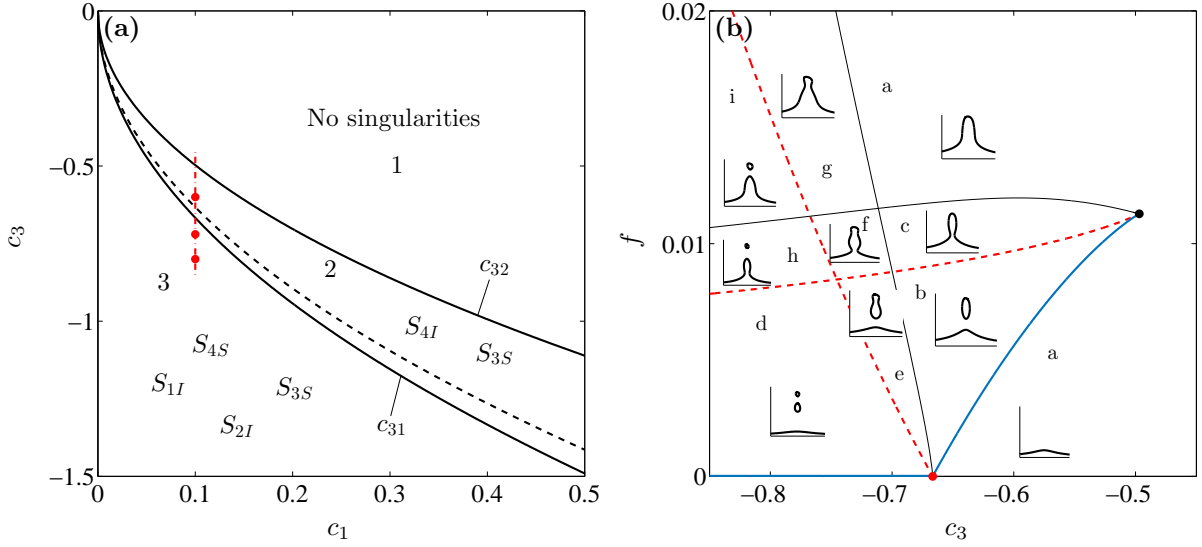 (a)
0
−0.5
−1
−1.5
c3
0
0.1
0.2
0.3
0.4
0.5
c1
No singularities
1
2
3
c32
c31
S4I
S3S
S4S
S1I
S3S
S2I
(b)
0.02
0.01
0
f
−0.8
−0.7
−0.6
−0.5
c3
i
a
g
f
c
h
b
d
e
a